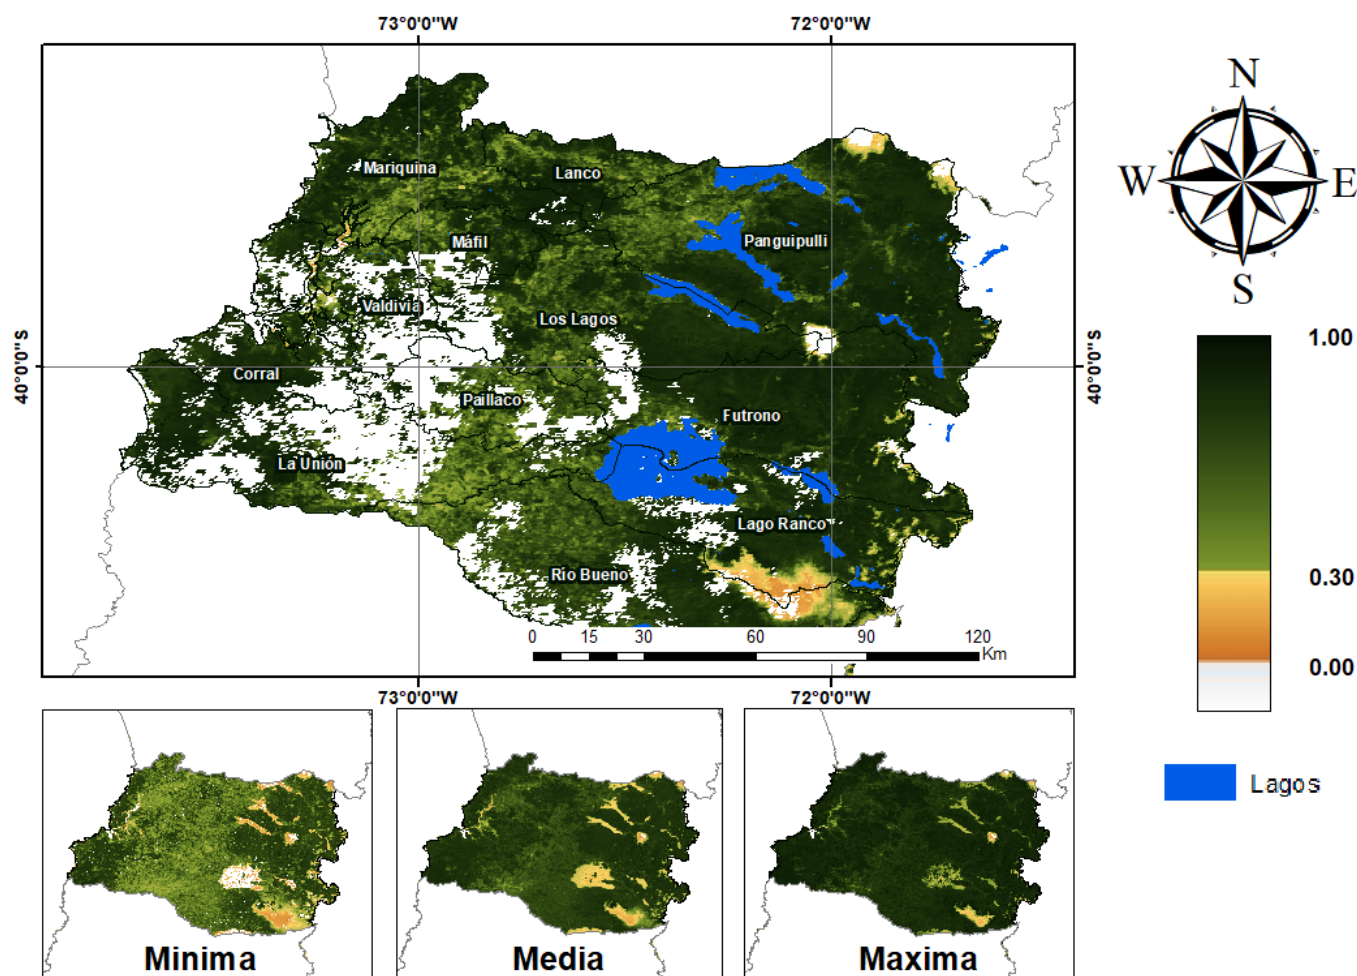 73°0'0"W
72°0'0"W
N
W
E
S
Mariquina
Lanco
Máfil
Panguipulli
Valdivia
Los Lagos
40°0'0"S
40°0'0"S
Corral
Paillaco
Futrono
La Unión
Lago Ranco
Río Bueno
0
15
30
60
90
120
Km
73°0'0"W
72°0'0"W
1.00
0.30
0.00
Lagos
Minima
Media
Maxima